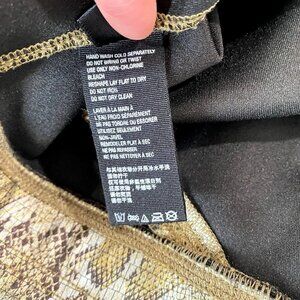 HAND WASH COLD SEPARATELY
DO NOT WRING OR TWIST
USE ONLY NON-CHLORINE
BLEACH
RESHAPE LAY FLAT TO DRY
DO NOT IRON
DO NOT DRY CLEAN
LAVER À LA MAIN À
L'EAU FROID SÉPARÉMENT
NE PAS TORDRE OU ESSORER
UTILISEZ SEULEMENT
NON-JAVEL
REMODELER PLAT À SEC
NE PAS REPASSER
NE PAS NETTOYER À SEC